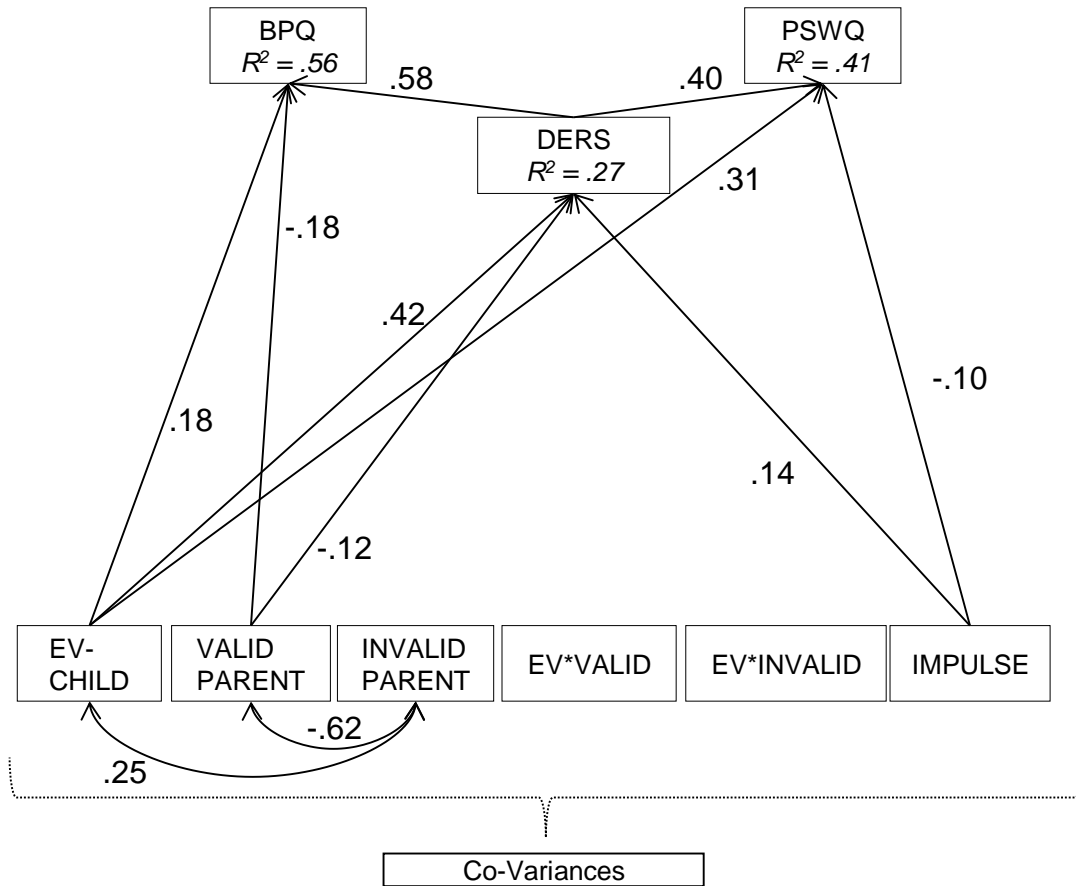 BPQ
R² = .56
PSWQ
R² = .41
.58
.40
DERS
R² = .27
.31
-.18
.42
-.10
.18
.14
-.12
EV-
CHILD
VALID
PARENT
INVALID
PARENT
EV*VALID
EV*INVALID
IMPULSE
-.62
.25
Co-Variances